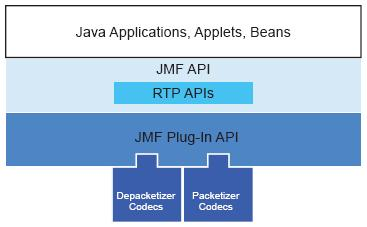 Java Applications, Applets, Beans
JMF API
RTP APIs
JMF Plug-In API
Depacketizer
Codecs
Packetizer
Codecs